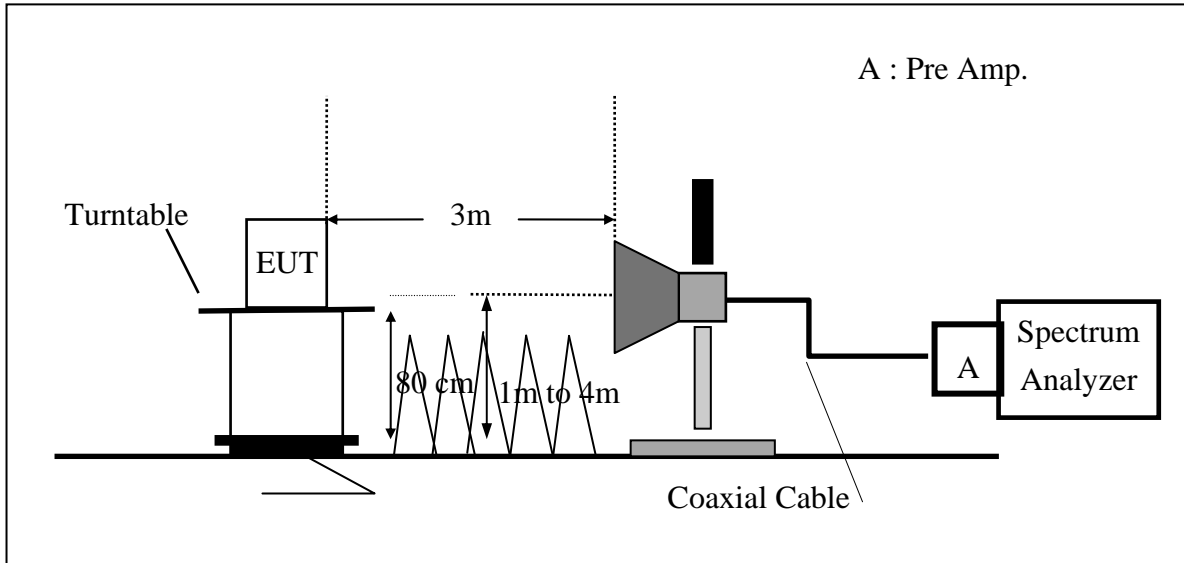 A : Pre Amp.
Turntable
3m
EUT
80 cm
1m to 4m
A
Spectrum
Analyzer
Coaxial Cable